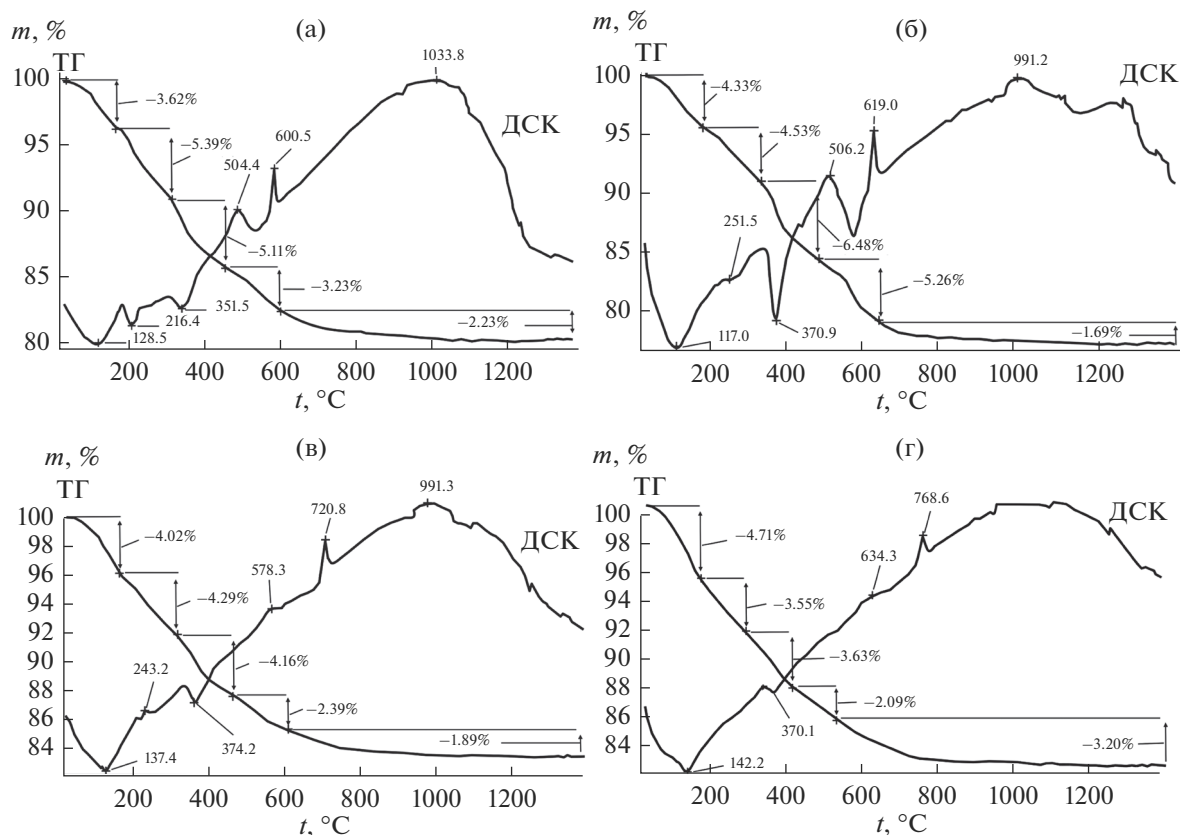 (а)
m, %
ТГ
ДСК
100
95
90
85
80
−3.62%
−5.39%
−5.11%
−3.23%
−2.23%
1033.8
600.5
504.4
351.5
216.4
128.5
200 400 600 800 1000 1200
t, °C
(б)
m, %
ТГ
ДСК
100
95
90
85
80
−4.33%
−4.53%
−6.48%
−5.26%
−1.69%
991.2
619.0
506.2
251.5
370.9
117.0
200 400 600 800 1000 1200
t, °C
(в)
m, %
ТГ
ДСК
100
98
96
94
92
90
88
86
84
−4.02%
−4.29%
−4.16%
−2.39%
−1.89%
991.3
720.8
578.3
243.2
374.2
137.4
200 400 600 800 1000 1200
t, °C
(г)
m, %
ТГ
ДСК
100
98
96
94
92
90
88
86
84
−4.71%
−3.55%
−3.63%
−2.09%
−3.20%
768.6
634.3
370.1
142.2
200 400 600 800 1000 1200
t, °C